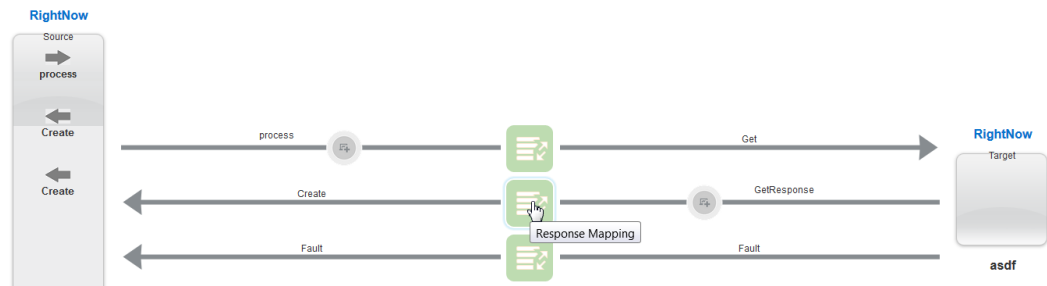 RightNow
Source
process
Create
Create
process
Get
Create
GetResponse
Response Mapping
Fault
Fault
RightNow
Target
asdf